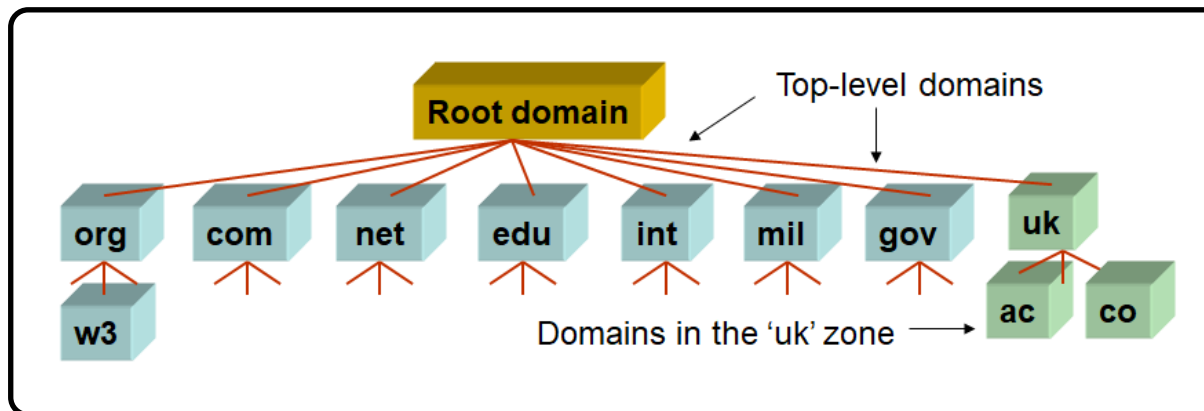 Top-level domains
Root domain
org
com
net
edu
int
mil
gov
uk
w3
Domains in the ‘uk’ zone
ac
co